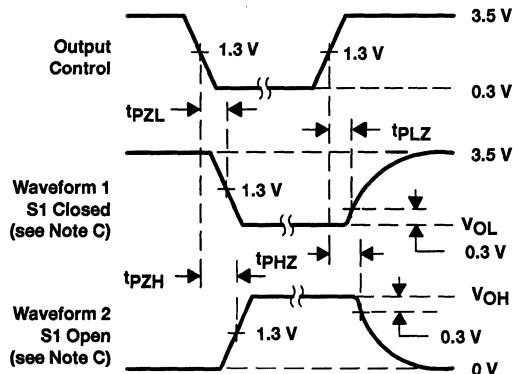 3.5 V
Output
Control
1.3 V
1.3 V
0.3 V
tPZL
tPLZ
3.5 V
Waveform 1
S1 Closed
(see Note C)
1.3 V
VOL
0.3 V
tPZH
tPHZ
VOH
Waveform 2
S1 Open
(see Note C)
1.3 V
0.3 V
0 V